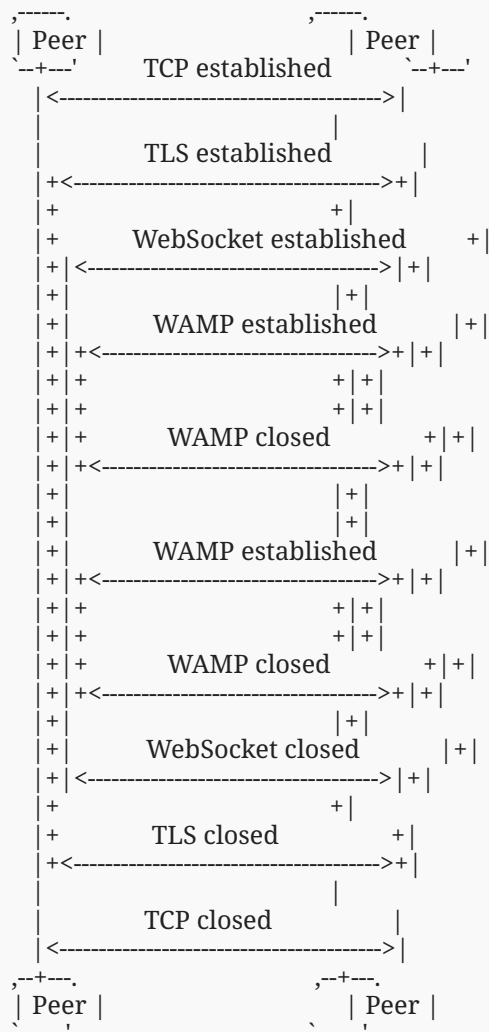 ,------.                                    ,------.
| Peer |                                    | Peer |
`--+---'          TCP established           `--+---'
   |<----------------------------------------->|
   |                                           |
   |              TLS established              |
   |+<--------------------------------------->+|
   |+                                         +|
   |+           WebSocket established         +|
   |+|<------------------------------------->|+|
   |+|                                       |+|
   |+|            WAMP established           |+|
   |+|+<----------------------------------->+|+|
   |+|+                                     +|+|
   |+|+                                     +|+|
   |+|+             WAMP closed             +|+|
   |+|+<----------------------------------->+|+|
   |+|                                       |+|
   |+|                                       |+|
   |+|            WAMP established           |+|
   |+|+<----------------------------------->+|+|
   |+|+                                     +|+|
   |+|+                                     +|+|
   |+|+             WAMP closed             +|+|
   |+|+<----------------------------------->+|+|
   |+|                                       |+|
   |+|           WebSocket closed            |+|
   |+|<------------------------------------->|+|
   |+                                         +|
   |+              TLS closed                 +|
   |+<--------------------------------------->+|
   |                                           |
   |               TCP closed                  |
   |<----------------------------------------->|
,--+---.                                    ,--+---.
| Peer |                                    | Peer |